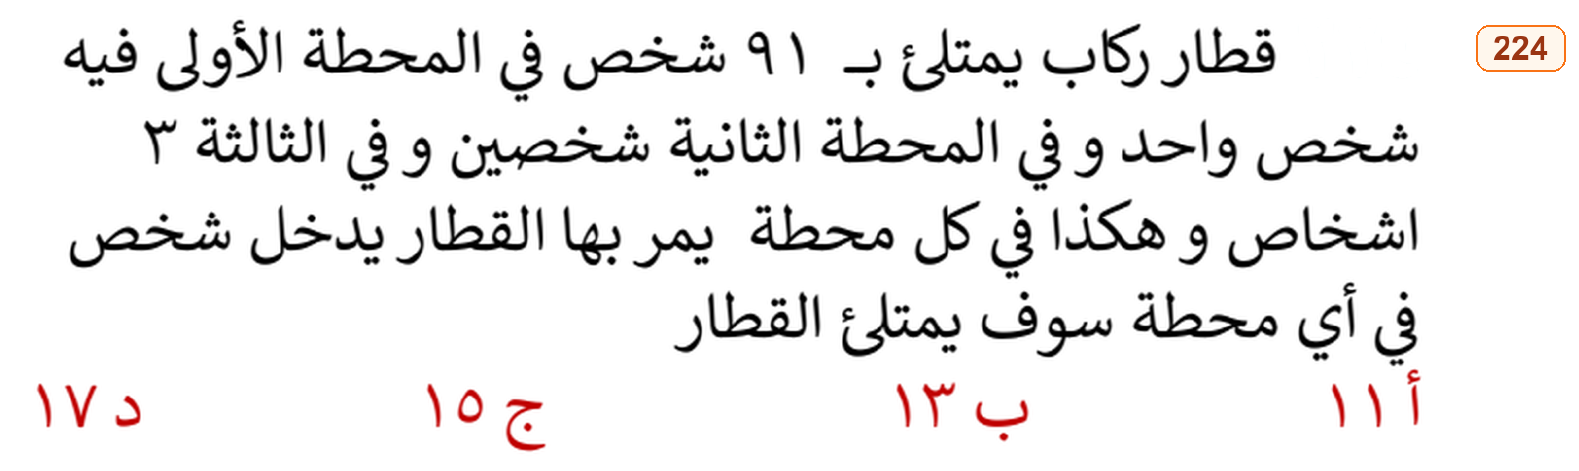 224
قطار ركاب يمتلئ بـ ٩١ شخص في المحطة الأولى فيه
شخص واحد و في المحطة الثانية شخصين و في الثالثة ٣
اشخاص و هكذا في كل محطة يمر بها القطار يدخل شخص
في أي محطة سوف يمتلئ القطار
أ ١١ ب ١٣ ج ١٥ د ١٧